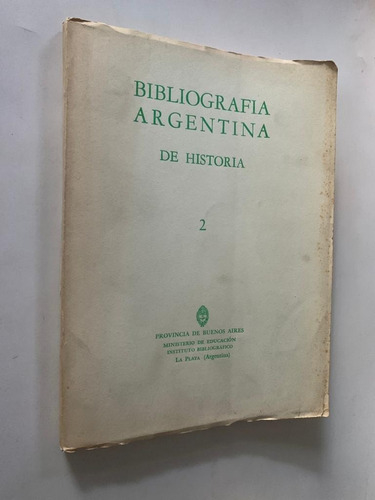 BIBLIOGRAFIA
ARGENTINA
DE HISTORIA
2
PROVINCIA DE BUENOS AIRES
MINISTERIO DE EDUCACIÓN
INSTITUTO BIBLIOGRÁFICO
LA PLATA (Argentina)